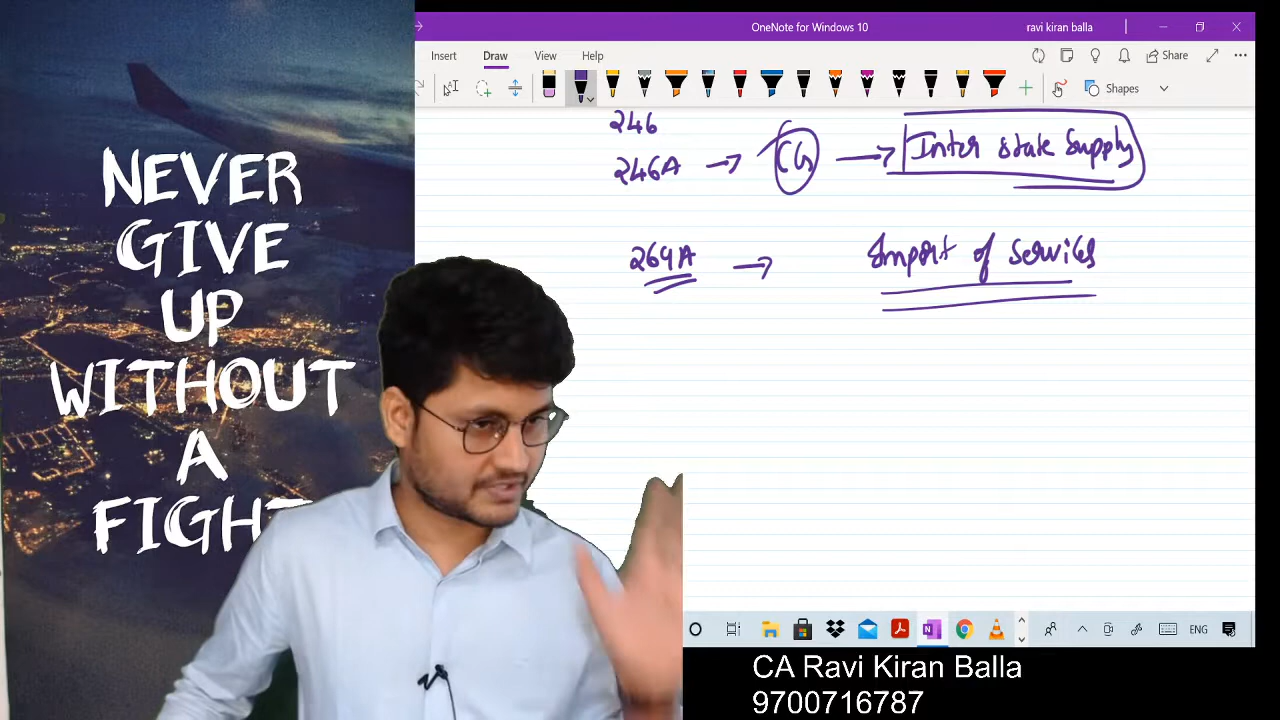 NEVER
GIVE
UP
WITHOUT
A
FIGHT
OneNote for Windows 10
ravi kiran balla
Insert Draw View Help
Share
Shapes
246
246A → CG → Inter state supply
269A → Import of services
ENG
CA Ravi Kiran Balla
9700716787